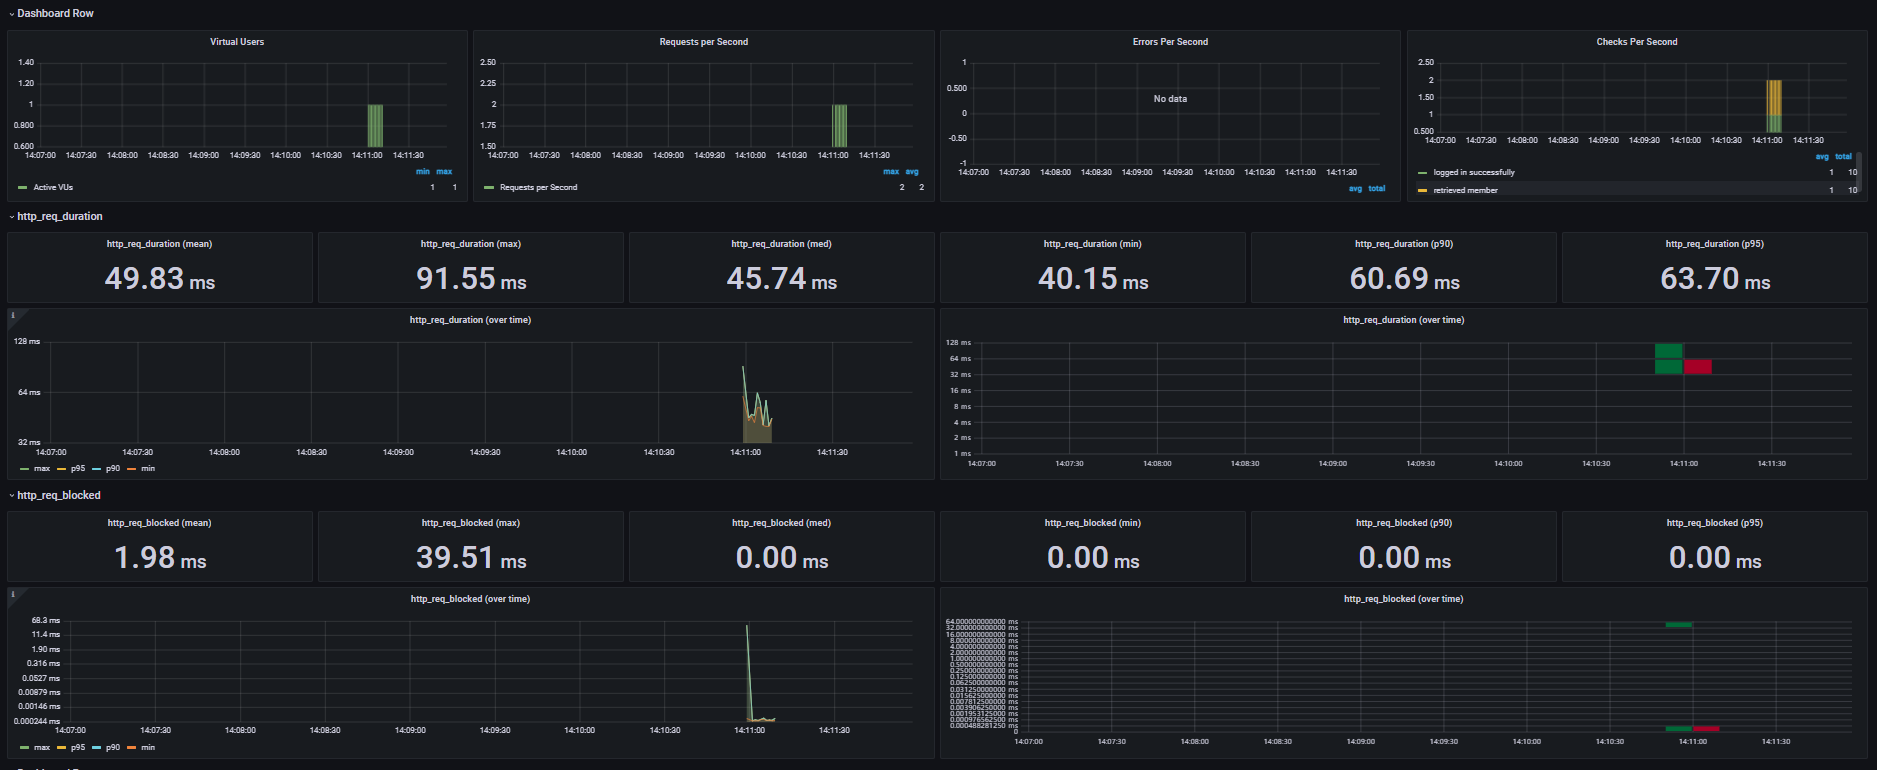 Dashboard Row
Virtual Users
1.40
1.20
1
0.800
0.600
14:07:00 14:07:30 14:08:00 14:08:30 14:09:00 14:09:30 14:10:00 14:10:30 14:11:00 14:11:30
min max
Active VUs 1 1
Requests per Second
2.50
2.25
2
1.75
1.50
14:07:00 14:07:30 14:08:00 14:08:30 14:09:00 14:09:30 14:10:00 14:10:30 14:11:00 14:11:30
max avg
Requests per Second 2 2
Errors Per Second
1
0.500
0
-0.50
-1
No data
14:07:00 14:07:30 14:08:00 14:08:30 14:09:00 14:09:30 14:10:00 14:10:30 14:11:00 14:11:30
avg total
Checks Per Second
2.50
2
1.50
1
0.500
14:07:00 14:07:30 14:08:00 14:08:30 14:09:00 14:09:30 14:10:00 14:10:30 14:11:00 14:11:30
avg total
logged in successfully 1 10
retrieved member 1 10
http_req_duration
http_req_duration (mean)
49.83 ms
http_req_duration (max)
91.55 ms
http_req_duration (med)
45.74 ms
http_req_duration (min)
40.15 ms
http_req_duration (p90)
60.69 ms
http_req_duration (p95)
63.70 ms
i
http_req_duration (over time)
128 ms
64 ms
32 ms
14:07:00 14:07:30 14:08:00 14:08:30 14:09:00 14:09:30 14:10:00 14:10:30 14:11:00 14:11:30
max p95 p90 min
http_req_duration (over time)
128 ms
64 ms
32 ms
16 ms
8 ms
4 ms
2 ms
1 ms
14:07:00 14:07:30 14:08:00 14:08:30 14:09:00 14:09:30 14:10:00 14:10:30 14:11:00 14:11:30
http_req_blocked
http_req_blocked (mean)
1.98 ms
http_req_blocked (max)
39.51 ms
http_req_blocked (med)
0.00 ms
http_req_blocked (min)
0.00 ms
http_req_blocked (p90)
0.00 ms
http_req_blocked (p95)
0.00 ms
i
http_req_blocked (over time)
68.3 ms
11.4 ms
1.90 ms
0.316 ms
0.0527 ms
0.00879 ms
0.00146 ms
0.000244 ms
14:07:00 14:07:30 14:08:00 14:08:30 14:09:00 14:09:30 14:10:00 14:10:30 14:11:00 14:11:30
max p95 p90 min
http_req_blocked (over time)
64.000000000000 ms
32.000000000000 ms
16.000000000000 ms
8.000000000000 ms
4.000000000000 ms
2.000000000000 ms
1.000000000000 ms
0.500000000000 ms
0.250000000000 ms
0.125000000000 ms
0.062500000000 ms
0.031250000000 ms
0.015625000000 ms
0.007812500000 ms
0.003906250000 ms
0.001953125000 ms
0.000976562500 ms
0.000488281250 ms
0
14:07:00 14:07:30 14:08:00 14:08:30 14:09:00 14:09:30 14:10:00 14:10:30 14:11:00 14:11:30